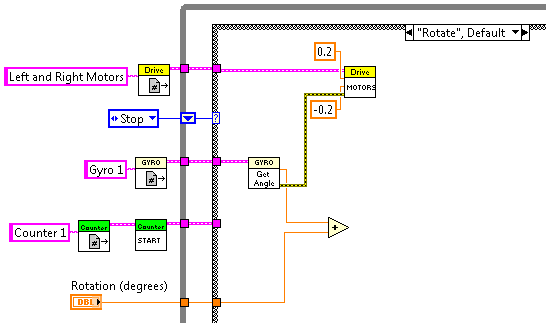 "Rotate", Default
0.2
Drive
Left and Right Motors
Drive
#
MOTORS
-0.2
Stop
?
Gyro 1
GYRO
#
GYRO
Get
Angle
Counter 1
Counter
#
Counter
START
+
Rotation (degrees)
DBL